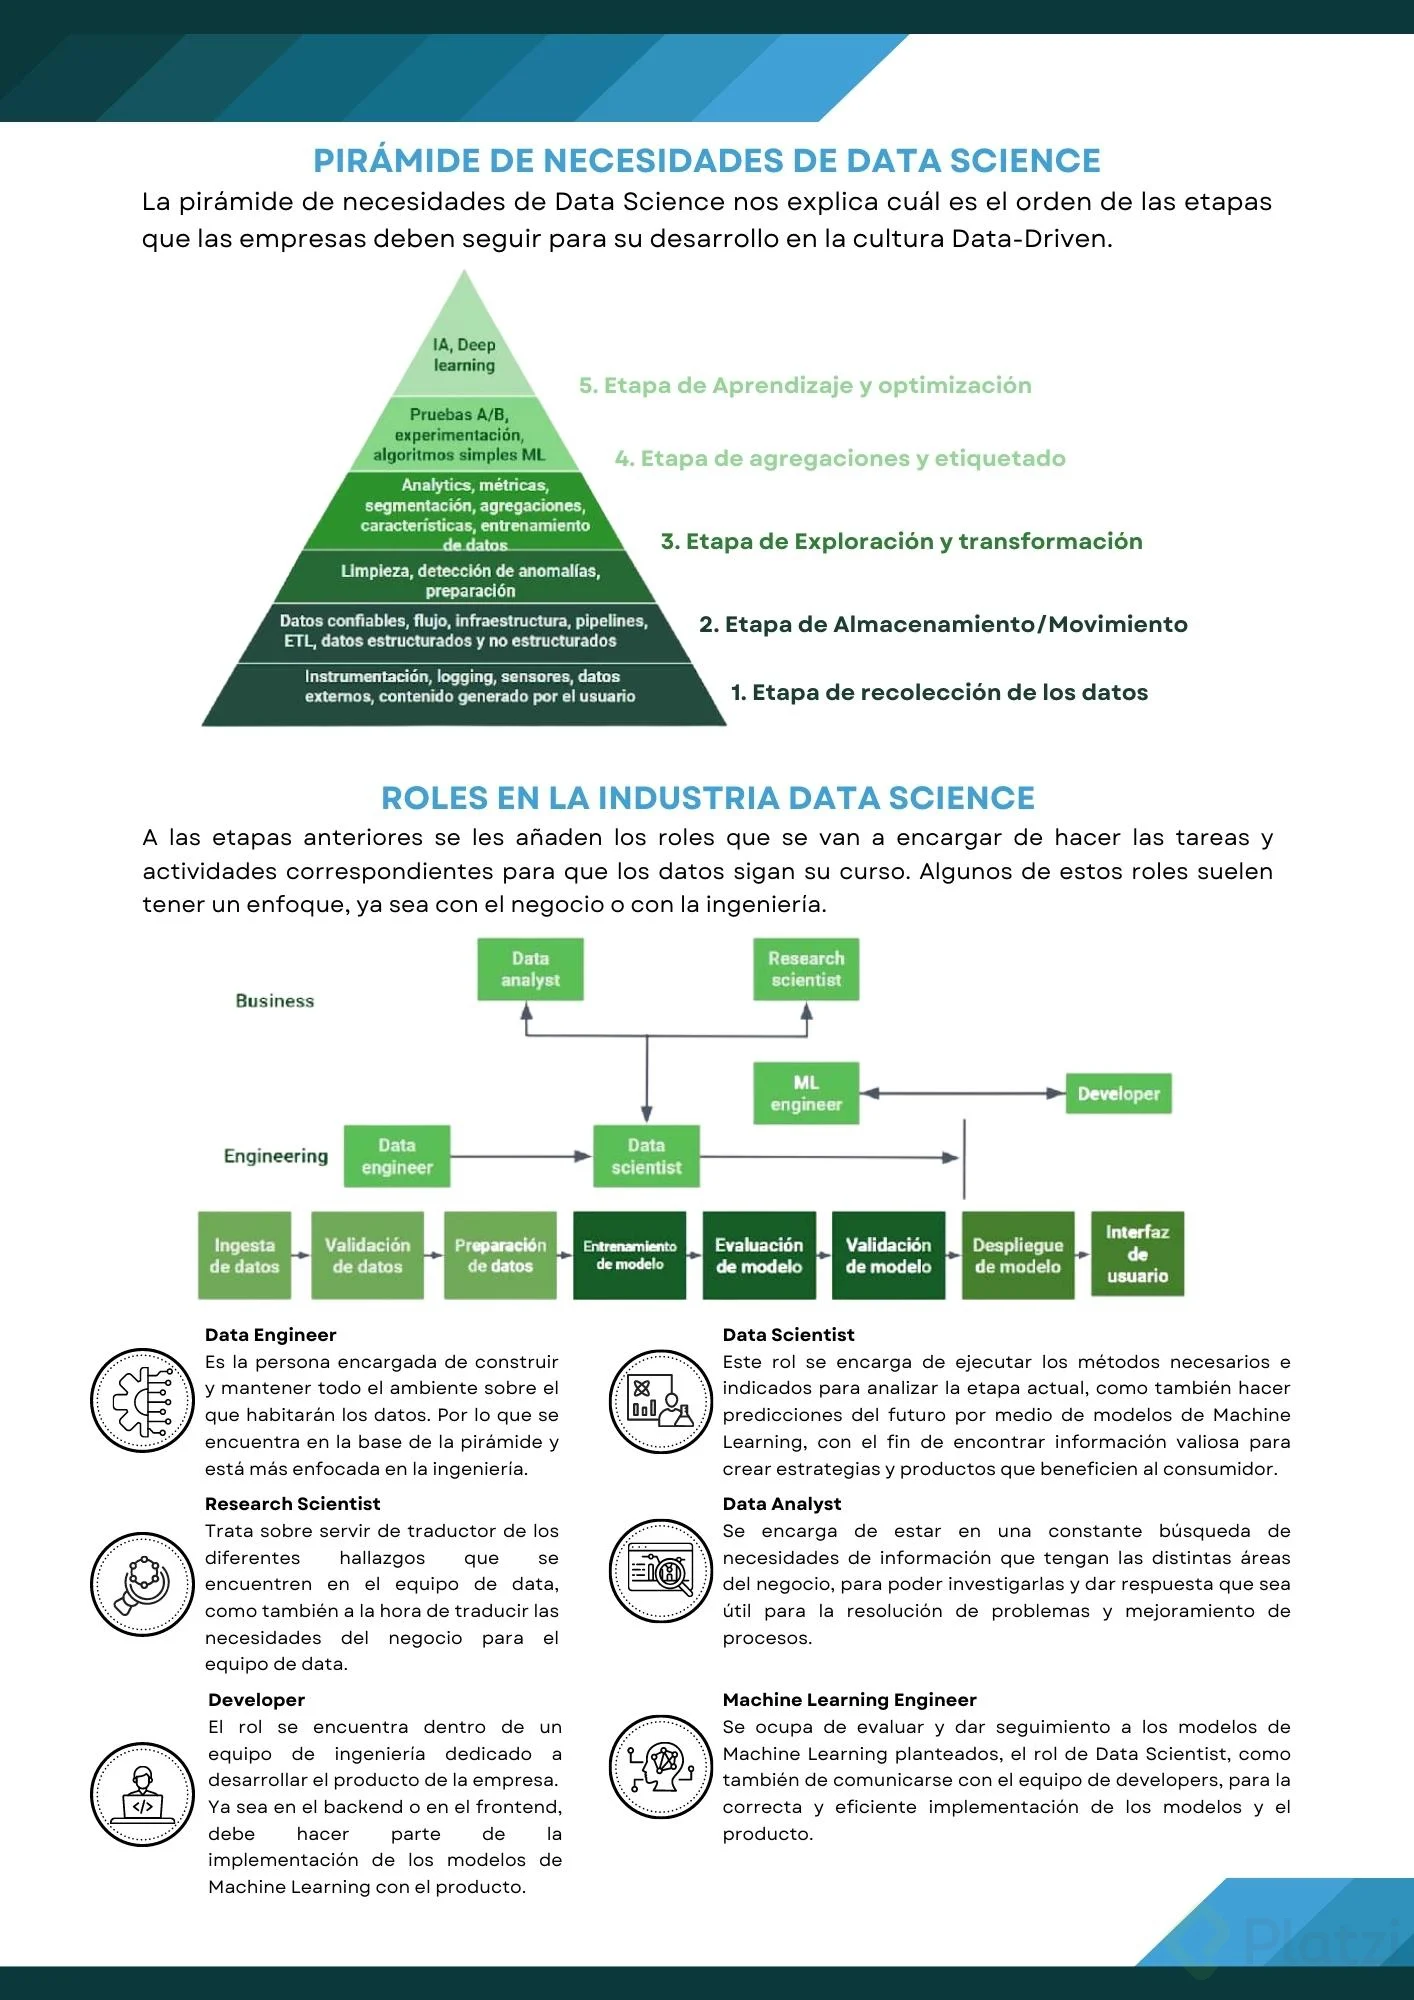 PIRÁMIDE DE NECESIDADES DE DATA SCIENCE
La pirámide de necesidades de Data Science nos explica cuál es el orden de las etapas
que las empresas deben seguir para su desarrollo en la cultura Data-Driven.
IA, Deep
learning
5. Etapa de Aprendizaje y optimización
Pruebas A/B,
experimentación,
algoritmos simples ML
4. Etapa de agregaciones y etiquetado
Analytics, métricas,
segmentación, agregaciones,
características, entrenamiento
de datos
3. Etapa de Exploración y transformación
Limpieza, detección de anomalías,
preparación
Datos confiables, flujo, infraestructura, pipelines,
ETL, datos estructurados y no estructurados
2. Etapa de Almacenamiento/Movimiento
Instrumentación, logging, sensores, datos
externos, contenido generado por el usuario
1. Etapa de recolección de los datos
ROLES EN LA INDUSTRIA DATA SCIENCE
A las etapas anteriores se les añaden los roles que se van a encargar de hacer las tareas y
actividades correspondientes para que los datos sigan su curso. Algunos de estos roles suelen
tener un enfoque, ya sea con el negocio o con la ingeniería.
Data
analyst
Research
scientist
Business
ML
engineer
Developer
Engineering
Data
engineer
Data
scientist
Ingesta
de datos
Validación
de datos
Preparación
de datos
Entrenamiento
de modelo
Evaluación
de modelo
Validación
de modelo
Despliegue
de modelo
Interfaz
de
usuario
Data Engineer
Es la persona encargada de construir
y mantener todo el ambiente sobre el
que habitarán los datos. Por lo que se
encuentra en la base de la pirámide y
está más enfocada en la ingeniería.
Data Scientist
Este rol se encarga de ejecutar los métodos necesarios e
indicados para analizar la etapa actual, como también hacer
predicciones del futuro por medio de modelos de Machine
Learning, con el fin de encontrar información valiosa para
crear estrategias y productos que beneficien al consumidor.
Research Scientist
Trata sobre servir de traductor de los
diferentes hallazgos que se
encuentren en el equipo de data,
como también a la hora de traducir las
necesidades del negocio para el
equipo de data.
Data Analyst
Se encarga de estar en una constante búsqueda de
necesidades de información que tengan las distintas áreas
del negocio, para poder investigarlas y dar respuesta que sea
útil para la resolución de problemas y mejoramiento de
procesos.
Developer
El rol se encuentra dentro de un
equipo de ingeniería dedicado a
desarrollar el producto de la empresa.
Ya sea en el backend o en el frontend,
debe hacer parte de la
implementación de los modelos de
Machine Learning con el producto.
Machine Learning Engineer
Se ocupa de evaluar y dar seguimiento a los modelos de
Machine Learning planteados, el rol de Data Scientist, como
también de comunicarse con el equipo de developers, para la
correcta y eficiente implementación de los modelos y el
producto.
</>
Platzi